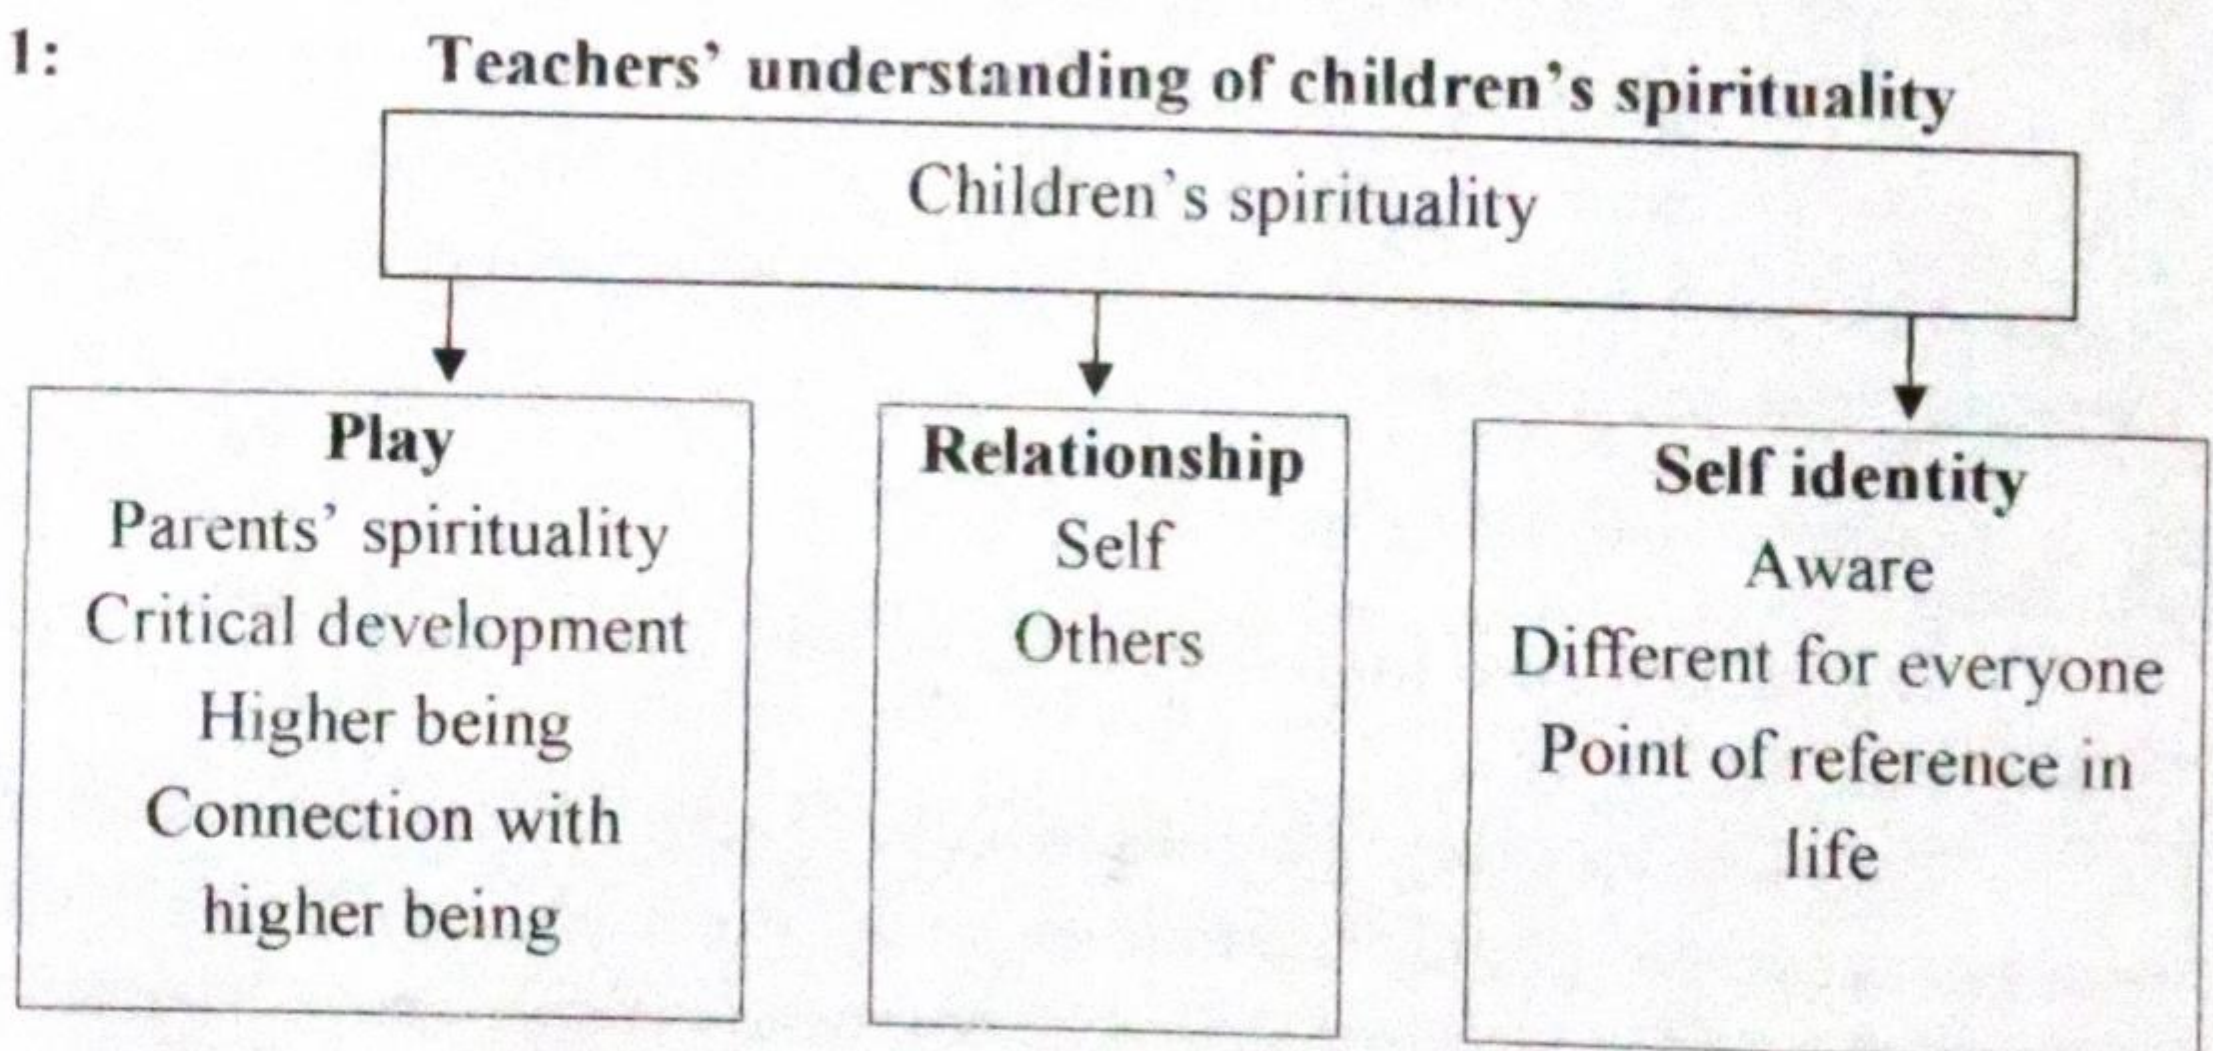 1:
Teachers’ understanding of children’s spirituality
Children’s spirituality
Play
Parents’ spirituality
Critical development
Higher being
Connection with
higher being
Relationship
Self
Others
Self identity
Aware
Different for everyone
Point of reference in
life